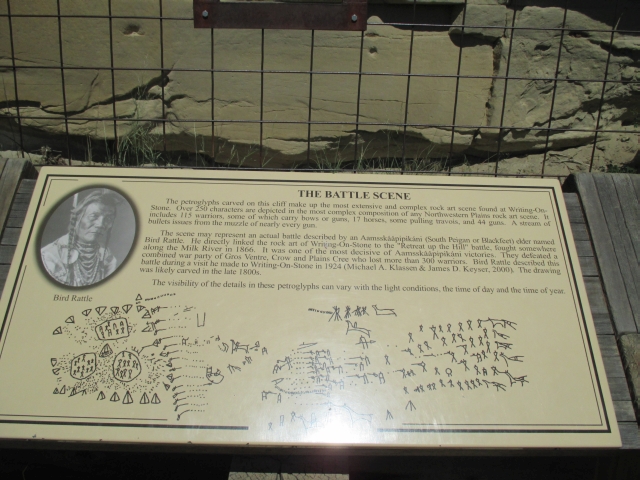 THE BATTLE SCENE
The petroglyphs carved on this cliff make up the most extensive and complex rock art scene found at Writing-On-
Stone. Over 250 characters are depicted in the most complex composition of any Northwestern Plains rock art scene. It
includes 115 warriors, some of which carry bows or guns, 17 horses, some pulling travois, and 44 guns. A stream of
bullets issues from the muzzle of nearly every gun.
The scene may represent an actual battle described by an Aamsskáápipikáni (South Peigan or Blackfeet) elder named
Bird Rattle. He directly linked the rock art of Writing-On-Stone to the "Retreat up the Hill" battle, fought somewhere
along the Milk River in 1866. It was one of the most decisive of Aamsskáápipikáni victories. They defeated a
combined war party of Gros Ventre, Crow and Plains Cree who lost more than 300 warriors. Bird Rattle described this
battle during a visit he made to Writing-On-Stone in 1924 (Michael A. Klassen & James D. Keyser, 2000). The drawing
was likely carved in the late 1800s.
The visibility of the details in these petroglyphs can vary with the light conditions, the time of day and the time of year.
Bird Rattle